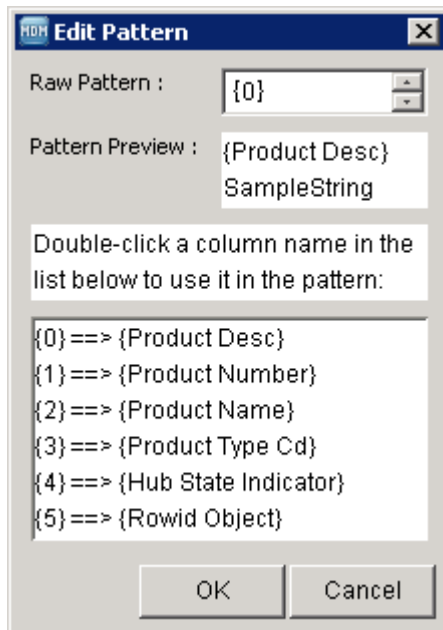 MDM Edit Pattern
Raw Pattern : {0}
Pattern Preview : {Product Desc}
SampleString
Double-click a column name in the
list below to use it in the pattern:
{0}==> {Product Desc}
{1}==> {Product Number}
{2}==> {Product Name}
{3}==> {Product Type Cd}
{4}==> {Hub State Indicator}
{5}==> {Rowid Object}
OK Cancel